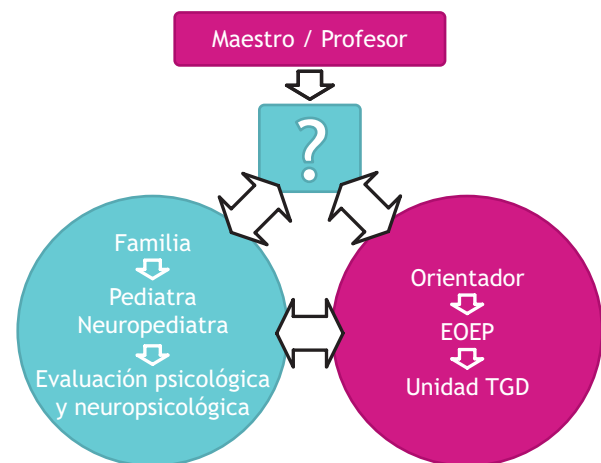 Maestro / Profesor
?
Familia
Pediatra
Neuropediatra
Evaluación psicológica
y neuropsicológica
Orientador
EOEP
Unidad TGD